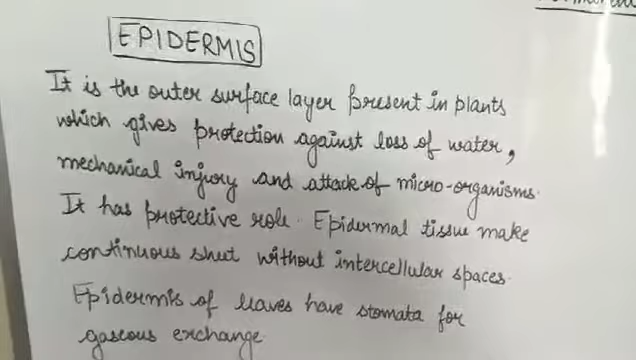 EPIDERMIS
It is the outer surface layer present in plants
which gives protection against loss of water,
mechanical injury and attack of micro-organisms.
It has protective role. Epidermal tissue make
continuous sheet without intercellular spaces.
Epidermis of leaves have stomata for
gaseous exchange.